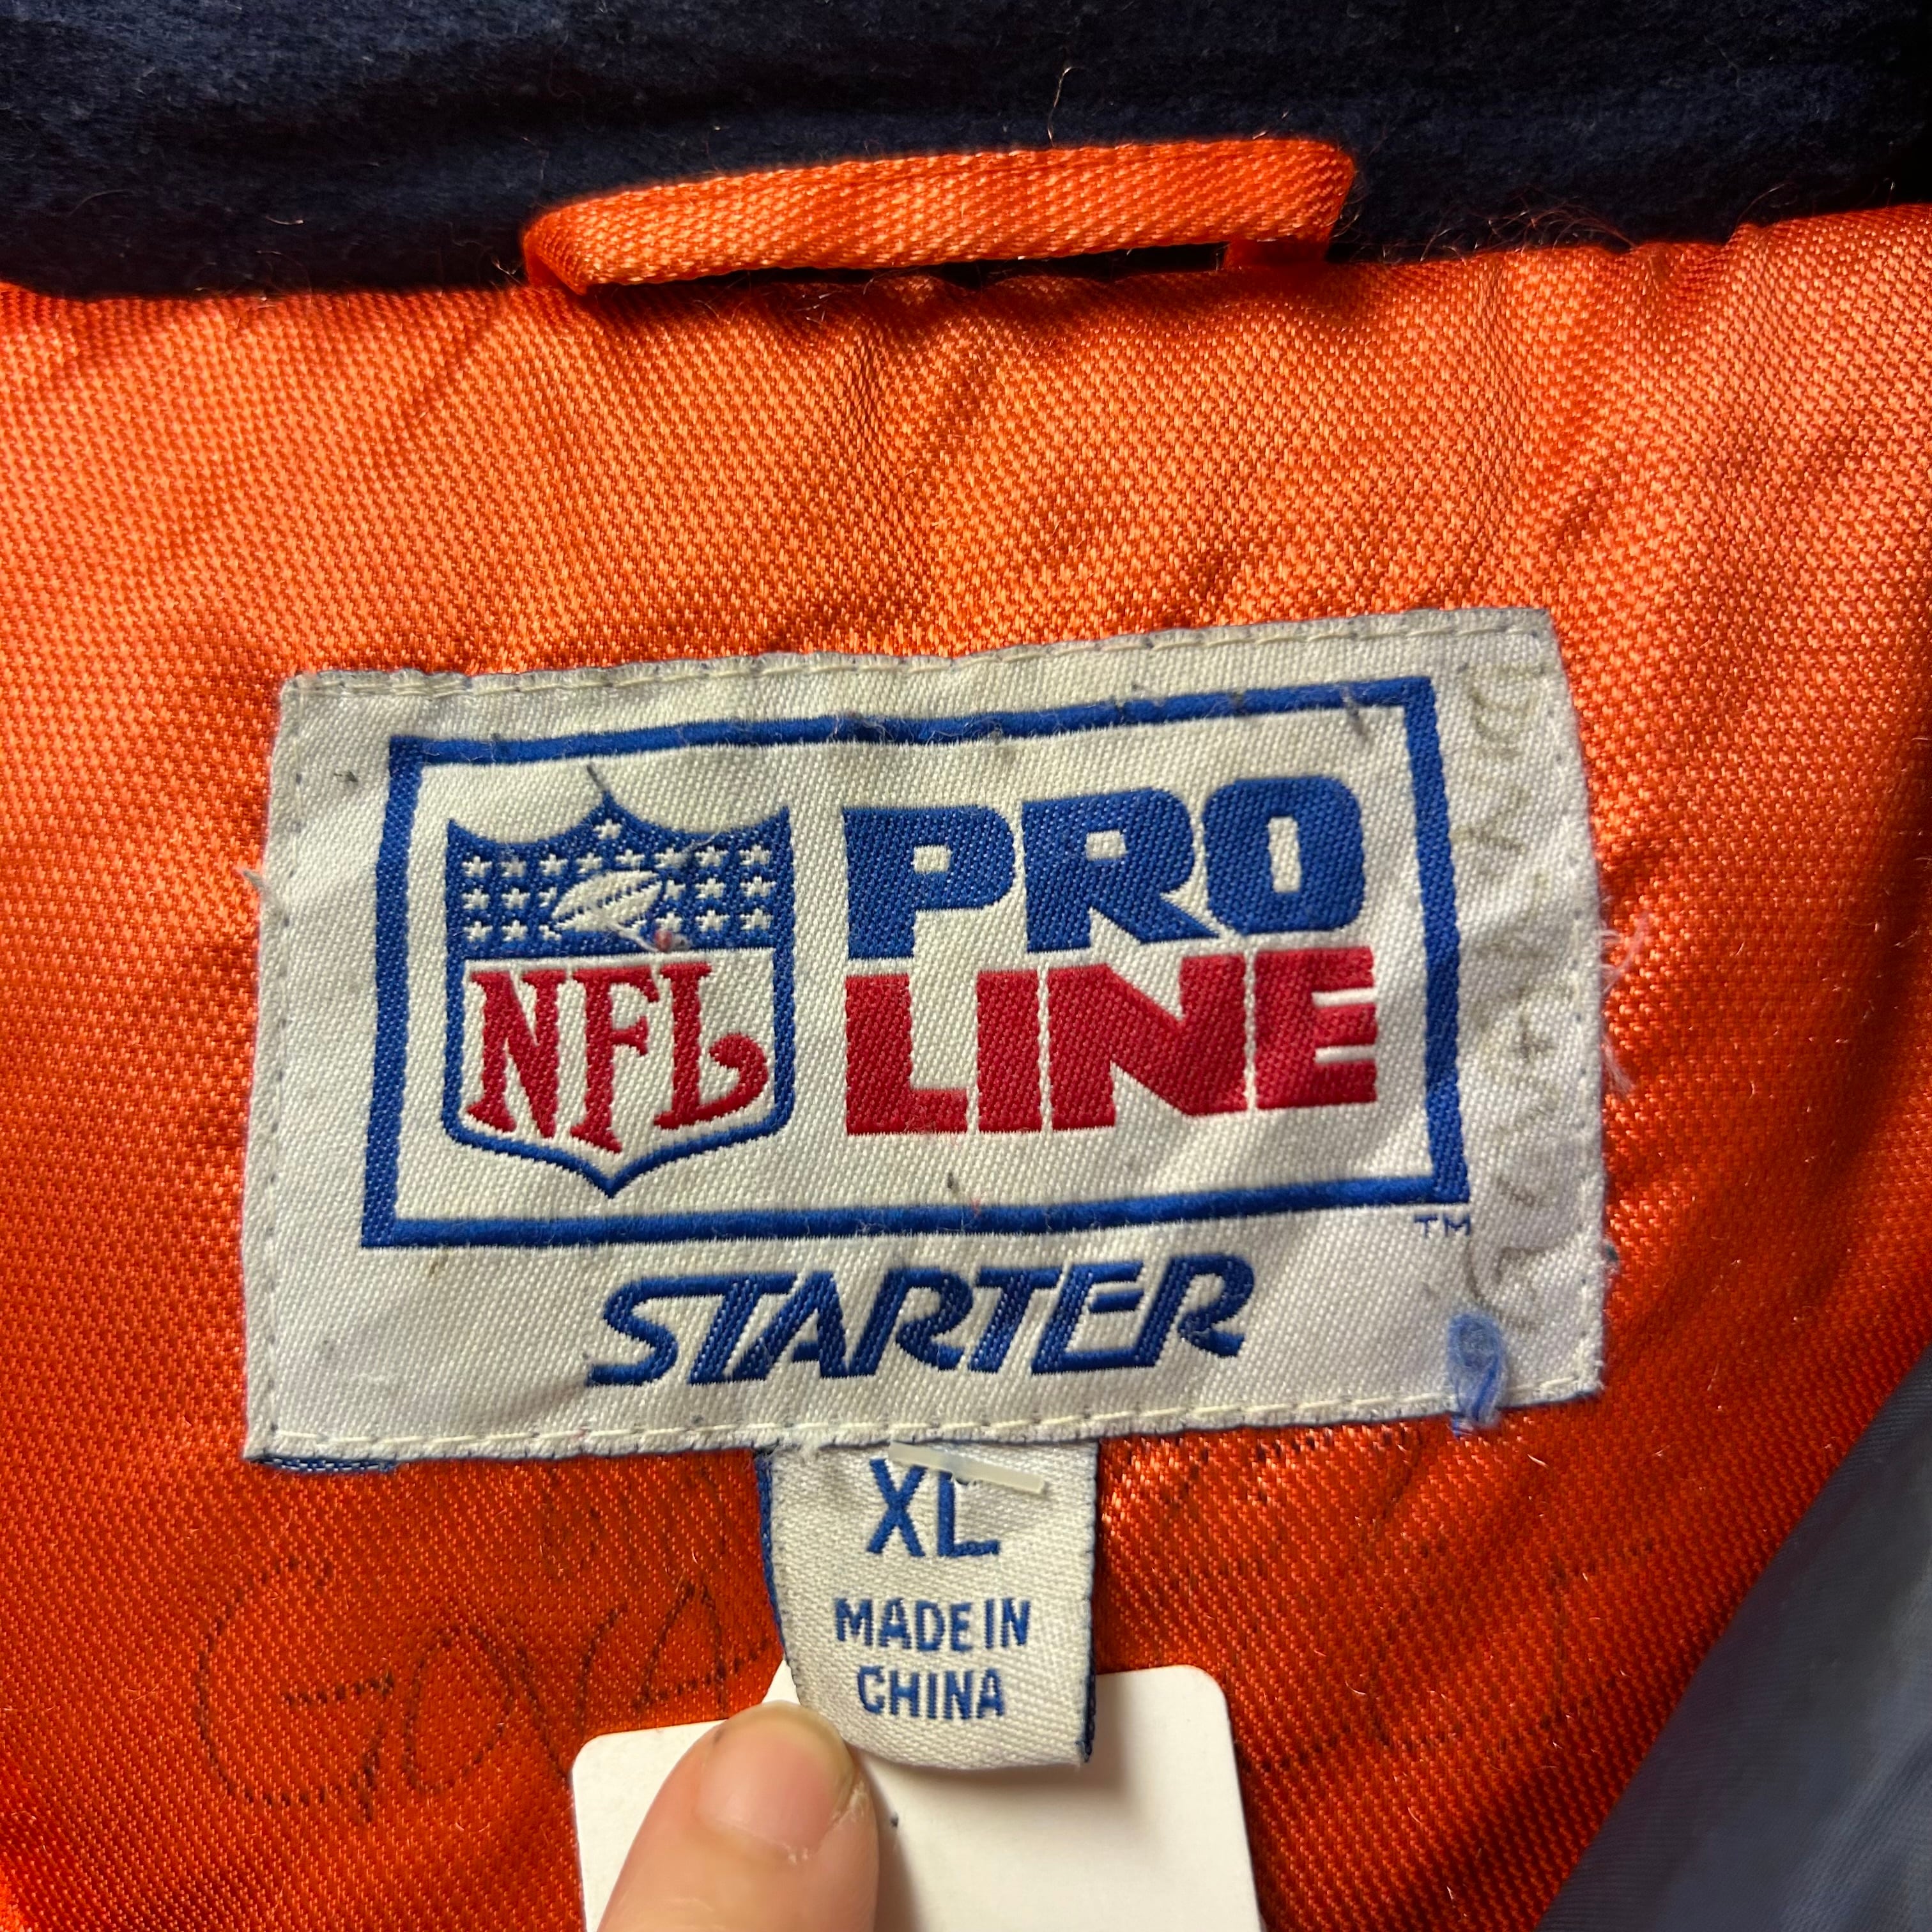 NFL
PRO
LINE
TM
STARTER
XL
MADE IN
CHINA